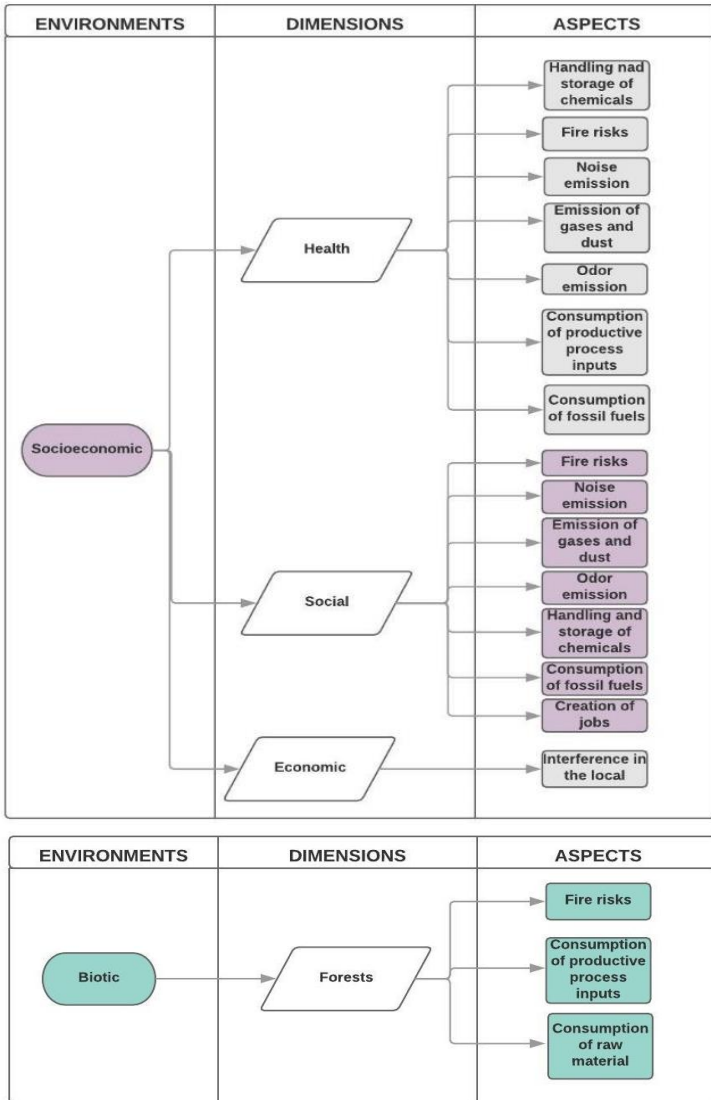 ENVIRONMENTS DIMENSIONS ASPECTS
Handling nad
storage of
chemicals
Fire risks
Noise
emission
Emission of
gases and
dust
Health
Odor
emission
Consumption
of productive
process
inputs
Consumption
of fossil fuels
Socioeconomic
Fire risks
Noise
emission
Emission of
gases and
dust
Social
Odor
emission
Handling and
storage of
chemicals
Consumption
of fossil fuels
Creation of
jobs
Economic
Interference in
the local
ENVIRONMENTS DIMENSIONS ASPECTS
Fire risks
Biotic
Forests
Consumption
of productive
process
inputs
Consumption
of raw
material